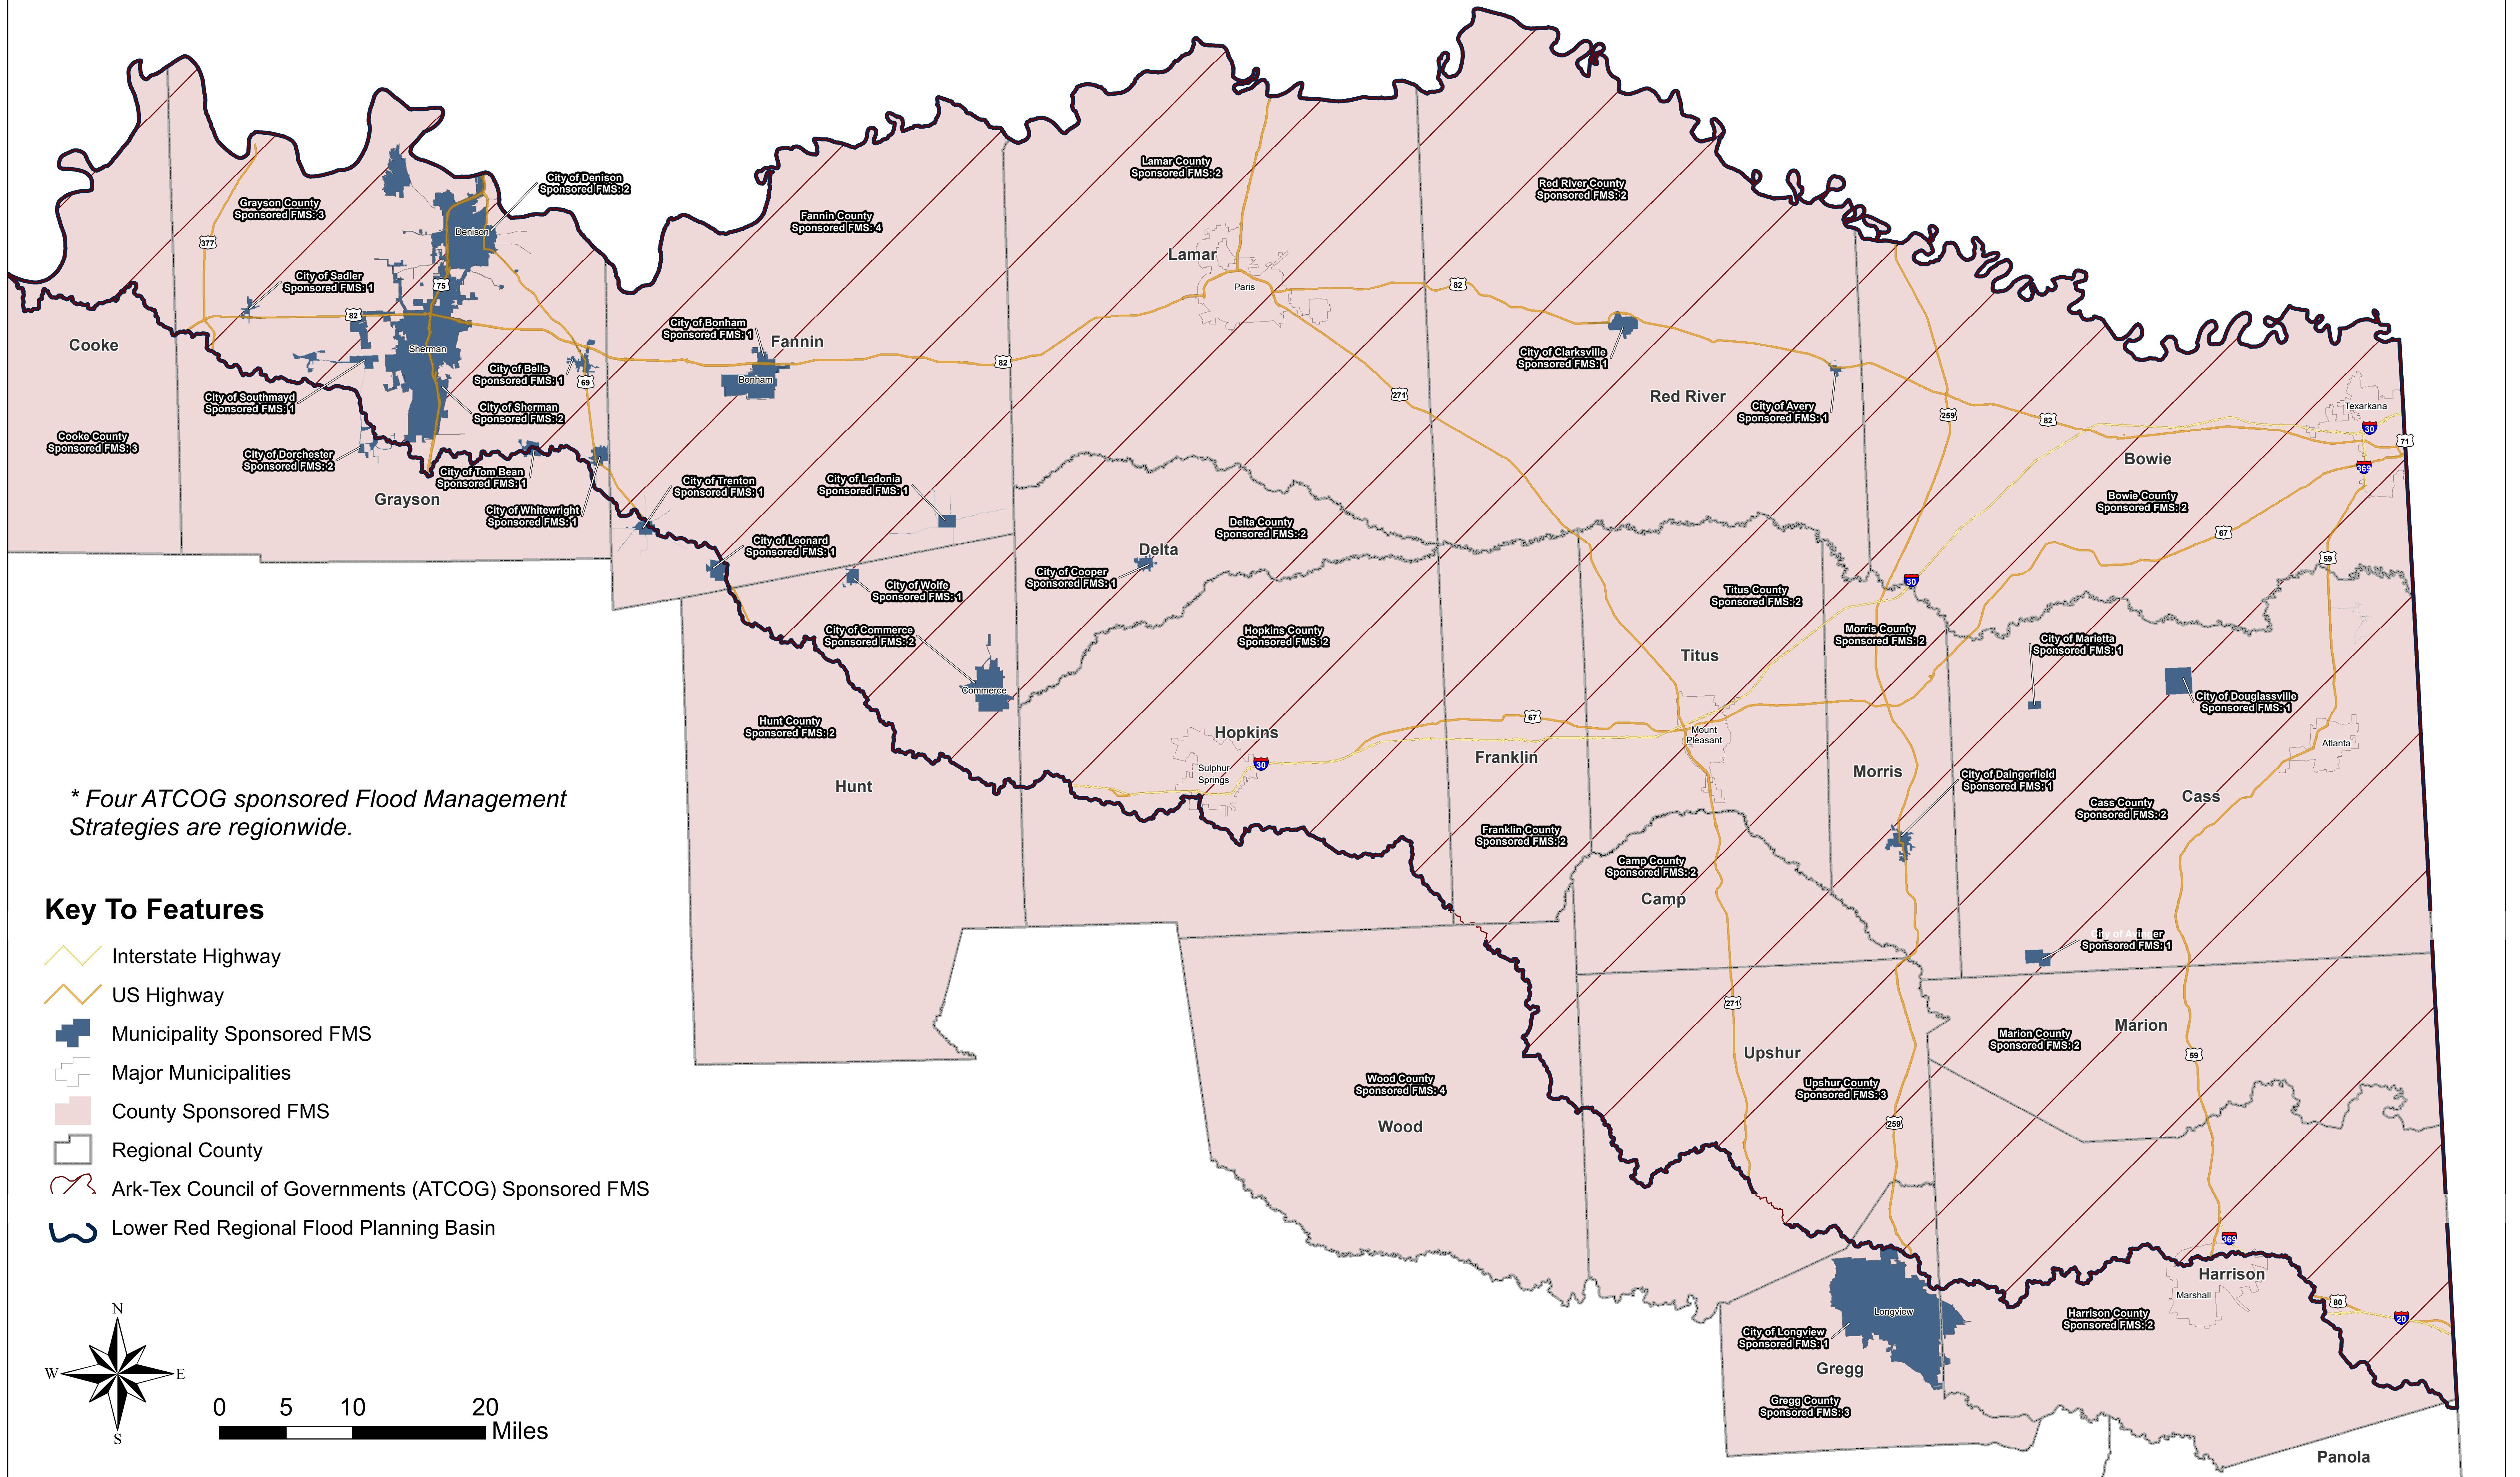 Lamar County
Sponsored FMS: 2
City of Denison
Sponsored FMS: 2
Red River County
Sponsored FMS: 2
Grayson County
Sponsored FMS: 3
Fannin County
Sponsored FMS: 4
Denison
377
Lamar
City of Sadler
Sponsored FMS: 1
75
82
Paris
82
82
City of Bonham
Sponsored FMS: 1
Fannin
Cooke
Sherman
City of Clarksville
Sponsored FMS: 1
82
City of Bells
Sponsored FMS: 1
69
Bonham
271
Red River
City of Southmayd
Sponsored FMS: 1
City of Sherman
Sponsored FMS: 2
City of Avery
Sponsored FMS: 1
259
82
Texarkana
30
71
Cooke County
Sponsored FMS: 3
City of Dorchester
Sponsored FMS: 2
City of Tom Bean
Sponsored FMS: 1
Bowie
369
Grayson
City of Trenton
Sponsored FMS: 1
City of Ladonia
Sponsored FMS: 1
Bowie County
Sponsored FMS: 2
City of Whitewright
Sponsored FMS: 1
Delta County
Sponsored FMS: 2
67
City of Leonard
Sponsored FMS: 1
Delta
59
City of Cooper
Sponsored FMS: 1
30
City of Wolfe
Sponsored FMS: 1
Titus County
Sponsored FMS: 2
City of Commerce
Sponsored FMS: 2
Hopkins County
Sponsored FMS: 2
Morris County
Sponsored FMS: 2
City of Marietta
Sponsored FMS: 1
Titus
Commerce
City of Douglassville
Sponsored FMS: 1
Hunt County
Sponsored FMS: 2
67
Hopkins
Mount
Pleasant
Atlanta
Franklin
30
Sulphur
Springs
Morris
City of Daingerfield
Sponsored FMS: 1
Hunt
Cass
Cass County
Sponsored FMS: 2
* Four ATCOG sponsored Flood Management
Strategies are regionwide.
Franklin County
Sponsored FMS: 2
Camp County
Sponsored FMS: 2
Camp
City of Avinger
Sponsored FMS: 1
271
Marion County
Sponsored FMS: 2
Marion
Upshur
59
Wood County
Sponsored FMS: 4
Upshur County
Sponsored FMS: 3
Wood
259
Key To Features
Interstate Highway
US Highway
Municipality Sponsored FMS
Major Municipalities
County Sponsored FMS
Regional County
Ark-Tex Council of Governments (ATCOG) Sponsored FMS
Lower Red Regional Flood Planning Basin
369
Harrison
Marshall
80
20
Longview
Harrison County
Sponsored FMS: 2
City of Longview
Sponsored FMS: 1
Gregg
Gregg County
Sponsored FMS: 3
Panola
N
W
E
S
0 5 10 20
Miles